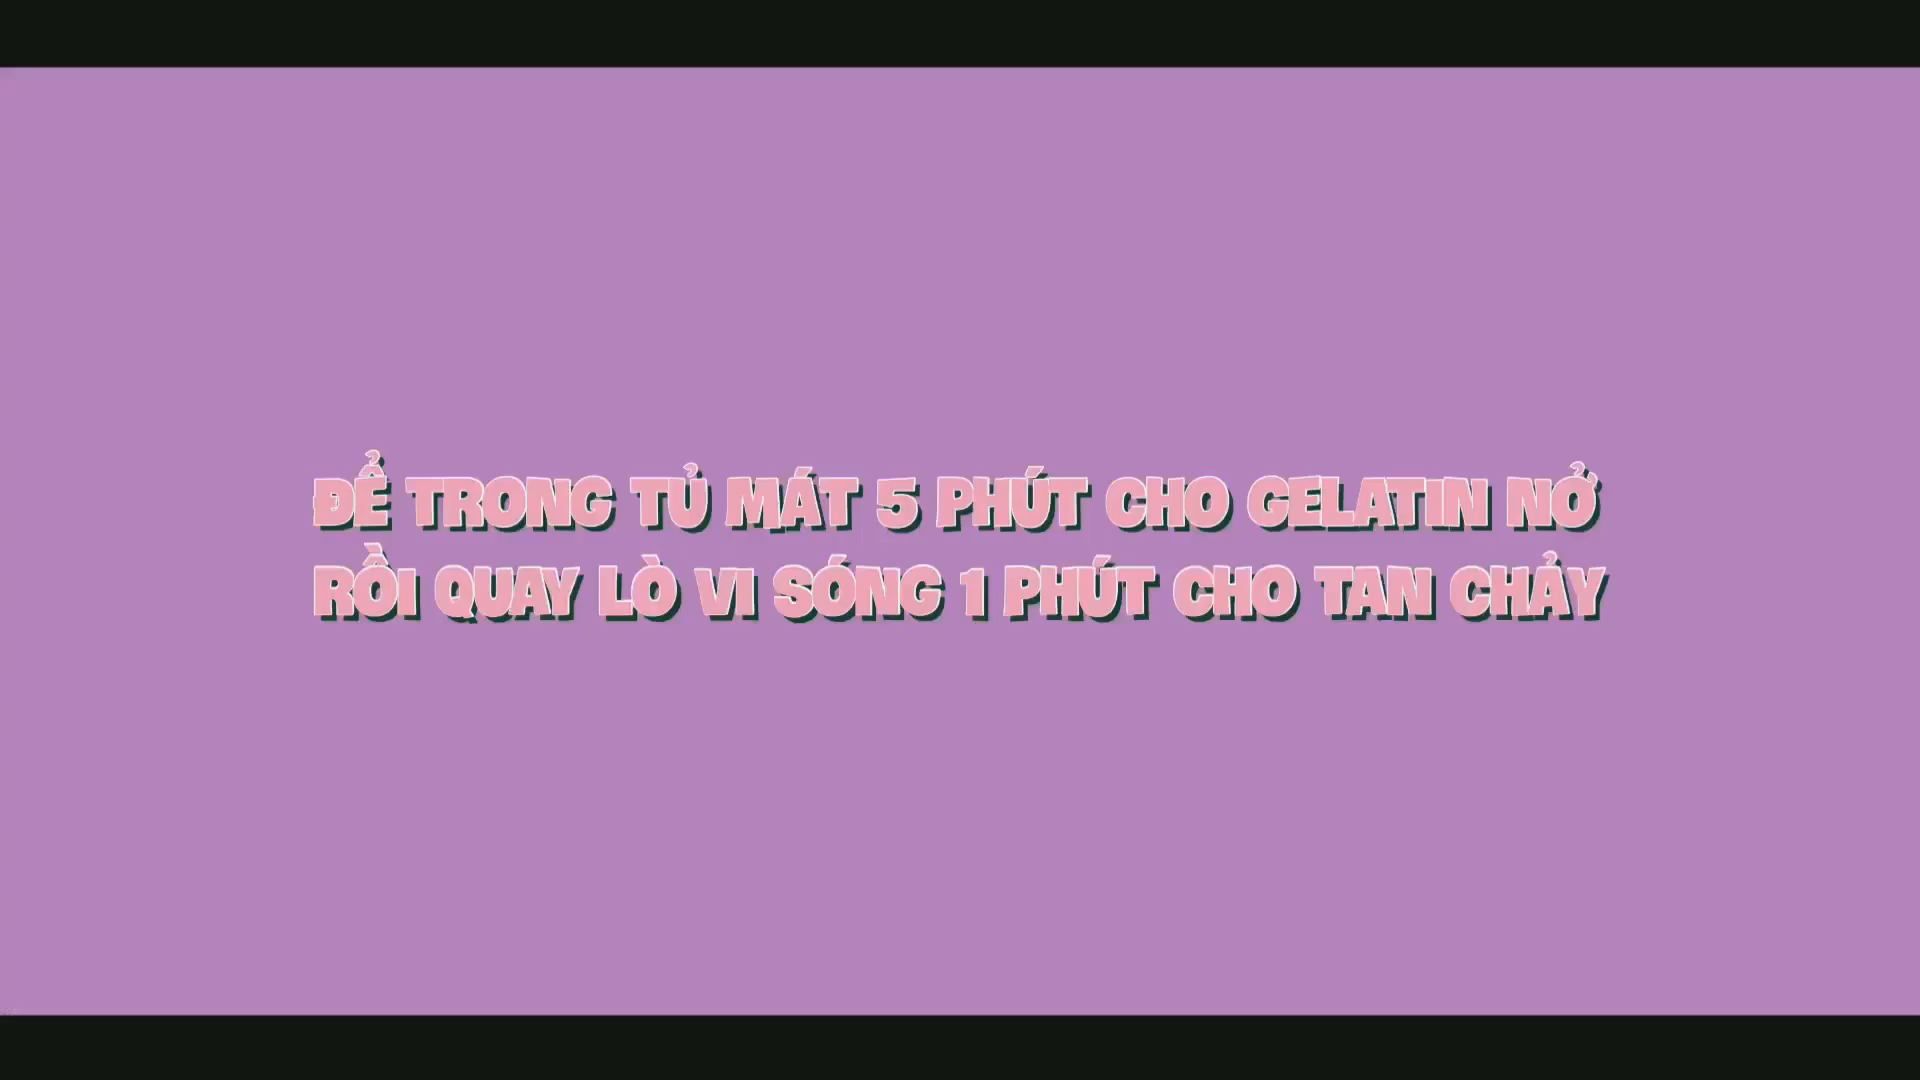 ĐỂ TRONG TỦ MÁT 5 PHÚT CHO GELATIN NỞ
RỒI QUAY LÒ VI SÓNG 1 PHÚT CHO TAN CHẢY